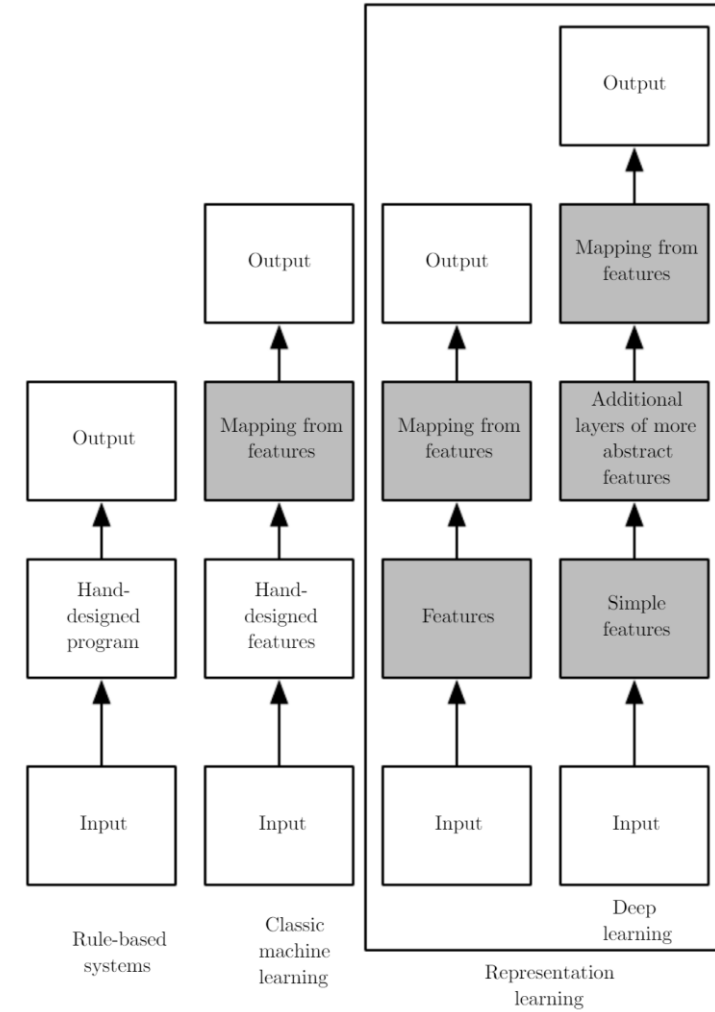 Output
Mapping from
features
Additional
layers of more
abstract
features
Simple
features
Input
Deep
learning
Output
Mapping from
features
Features
Input
Representation
learning
Output
Mapping from
features
Hand-
designed
features
Input
Classic
machine
learning
Output
Hand-
designed
program
Input
Rule-based
systems